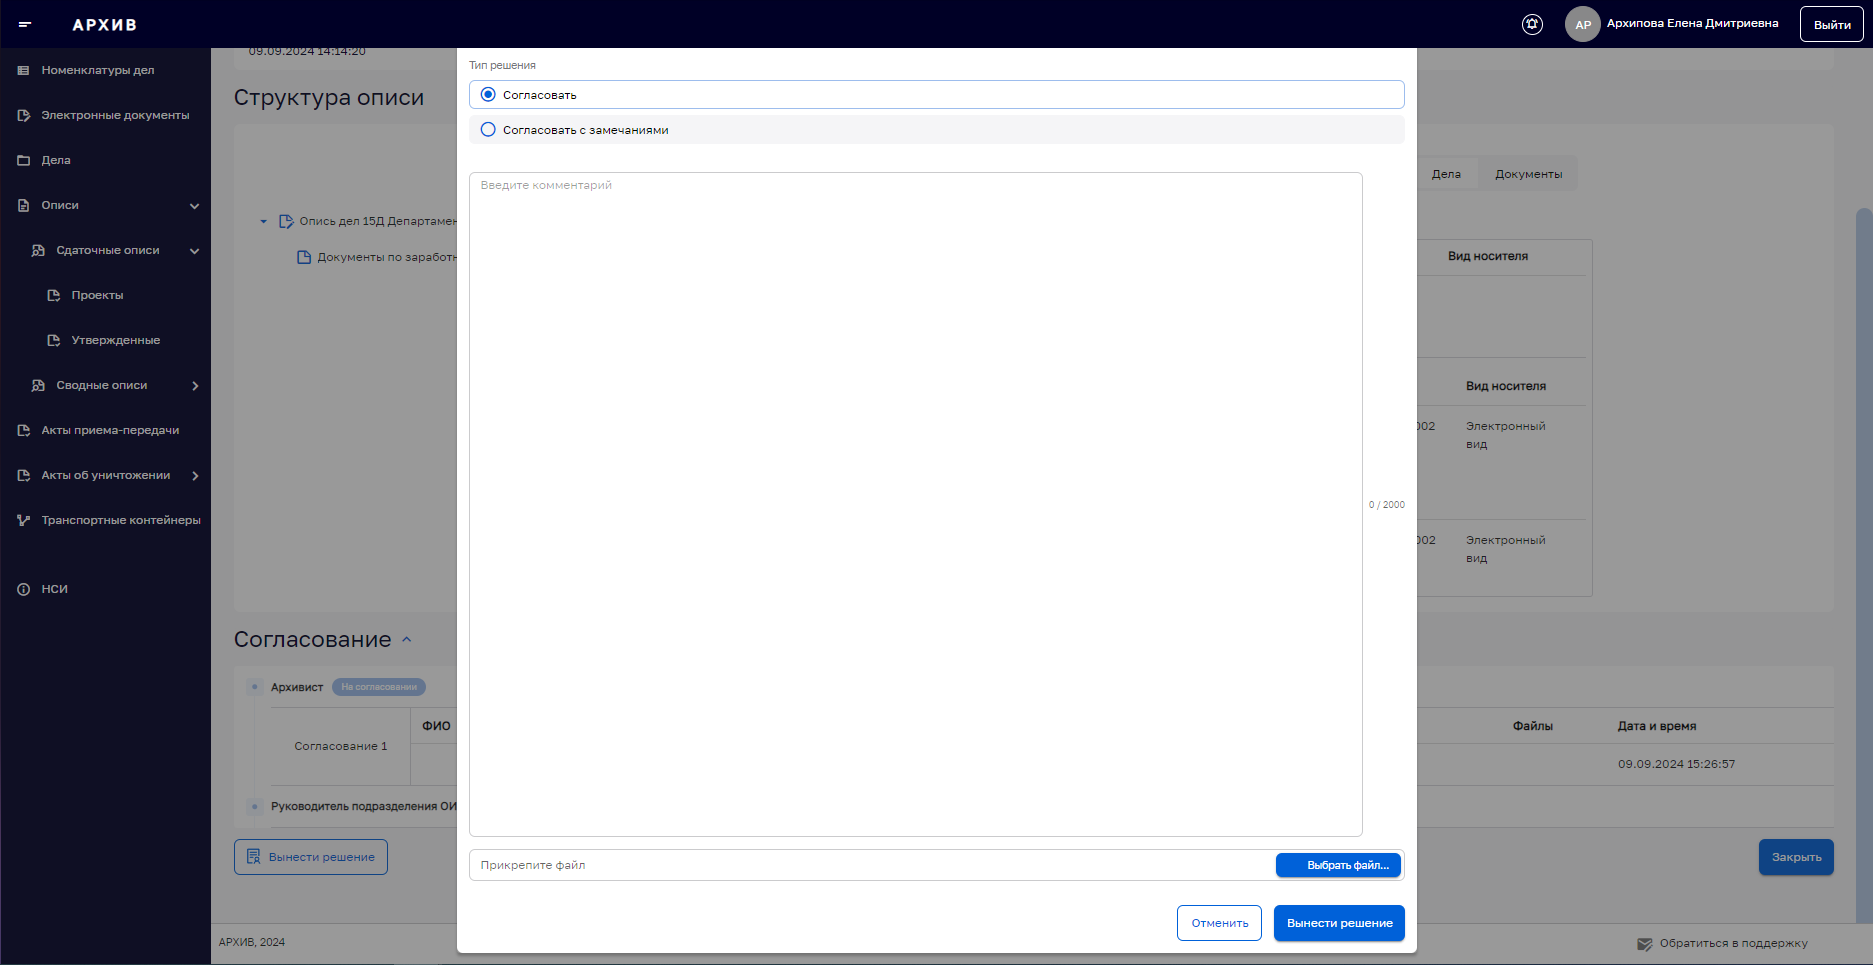 АРХИВ
АР
Архипова Елена Дмитриевна
Выйти
Номенклатуры дел
Электронные документы
Дела
Описи
Сдаточные описи
Проекты
Утвержденные
Сводные описи
Акты приема-передачи
Акты об уничтожении
Транспортные контейнеры
НСИ
09.09.2024 14:14:20
Структура описи
Опись дел 15Д
Документы по
Тип решения
Согласовать
Согласовать с замечаниями
Введите комментарий
0 / 2000
Прикрепите файл
Выбрать файл...
Отменить
Вынести решение
Дела
Документы
Вид носителя
Вид носителя
002
Электронный
вид
002
Электронный
вид
Согласование
Архивист
На согласовании
ФИО
Файлы
Дата и время
Согласование 1
09.09.2024 15:26:57
Руководитель подразделения
Вынести решение
Закрыть
АРХИВ, 2024
Обратиться в поддержку